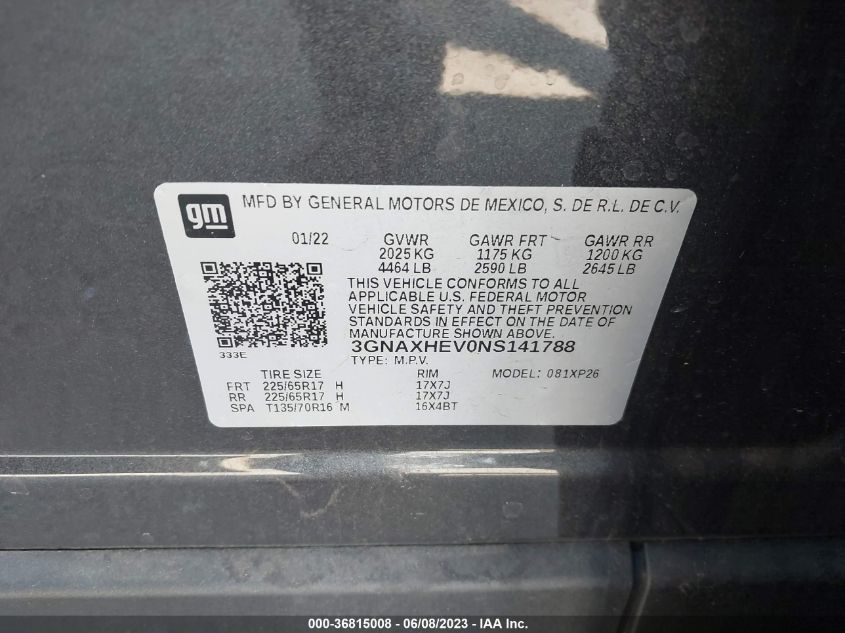 gm
MFD BY GENERAL MOTORS DE MEXICO, S. DE R.L. DE C.V.
01/22 GVWR GAWR FRT GAWR RR
2025 KG 1175 KG 1200 KG
4464 LB 2590 LB 2645 LB
THIS VEHICLE CONFORMS TO ALL
APPLICABLE U.S. FEDERAL MOTOR
VEHICLE SAFETY AND THEFT PREVENTION
STANDARDS IN EFFECT ON THE DATE OF
MANUFACTURE SHOWN ABOVE.
333E
3GNAXHEV0NS141788
TYPE: M.P.V.
TIRE SIZE RIM MODEL: 081XP26
FRT 225/65R17 H 17X7J
RR 225/65R17 H 17X7J
SPA T135/70R16 M 16X4BT
000-36815008 - 06/08/2023 - IAA Inc.